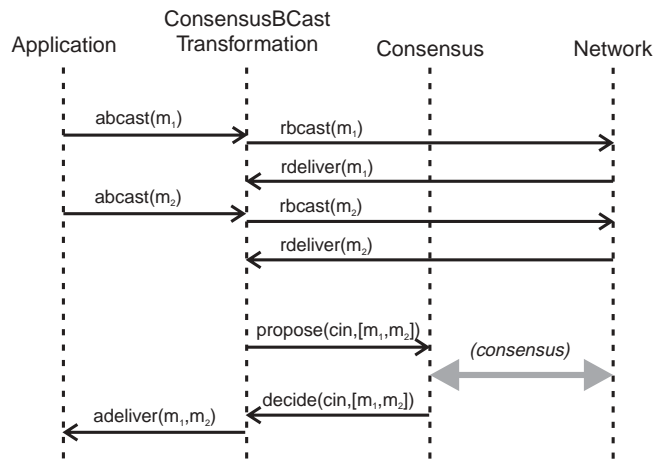 ConsensusBCast
Application Transformation Consensus Network
abcast(m₁)
rbcast(m₁)
rdeliver(m₁)
abcast(m₂)
rbcast(m₂)
rdeliver(m₂)
propose(cin,[m₁,m₂])
(consensus)
decide(cin,[m₁,m₂])
adeliver(m₁,m₂)